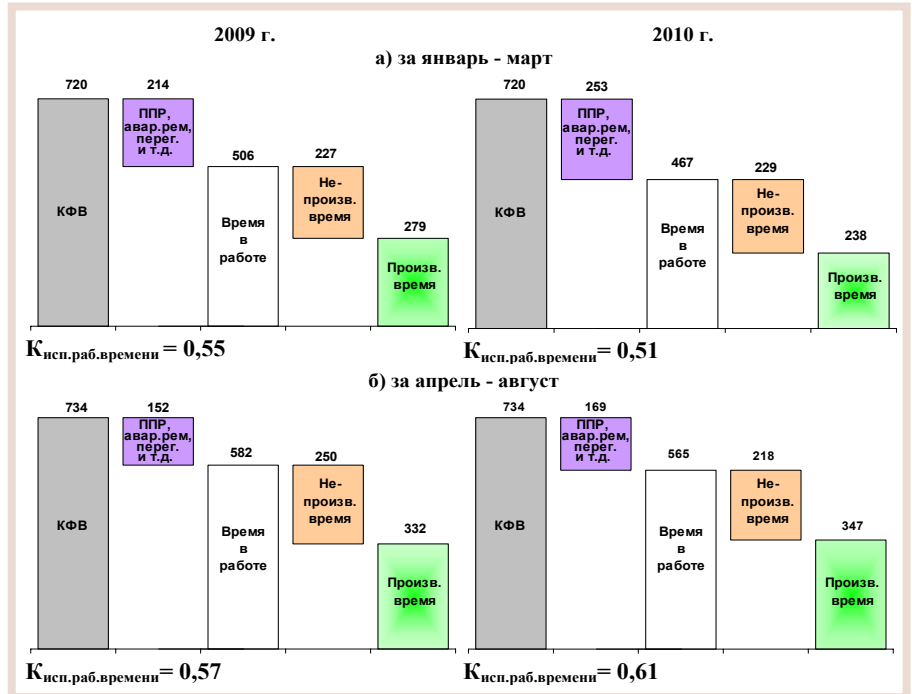 2009 г.
2010 г.
а) за январь - март
720
214
506
227
279
КФВ
ППР,
авар.рем,
перег.
и т.д.
Время
в
работе
Не-
произв.
время
Произв.
время
Kисп.раб.времени= 0,55
720
253
467
229
238
КФВ
ППР,
авар.рем,
перег.
и т.д.
Время
в
работе
Не-
произв.
время
Произв.
время
Kисп.раб.времени= 0,51
б) за апрель - август
734
152
582
250
332
КФВ
ППР,
авар.рем,
перег.
и т.д.
Время
в
работе
Не-
произв.
время
Произв.
время
Kисп.раб.времени= 0,57
734
169
565
218
347
КФВ
ППР,
авар.рем,
перег.
и т.д.
Время
в
работе
Не-
произв.
время
Произв.
время
Kисп.раб.времени= 0,61